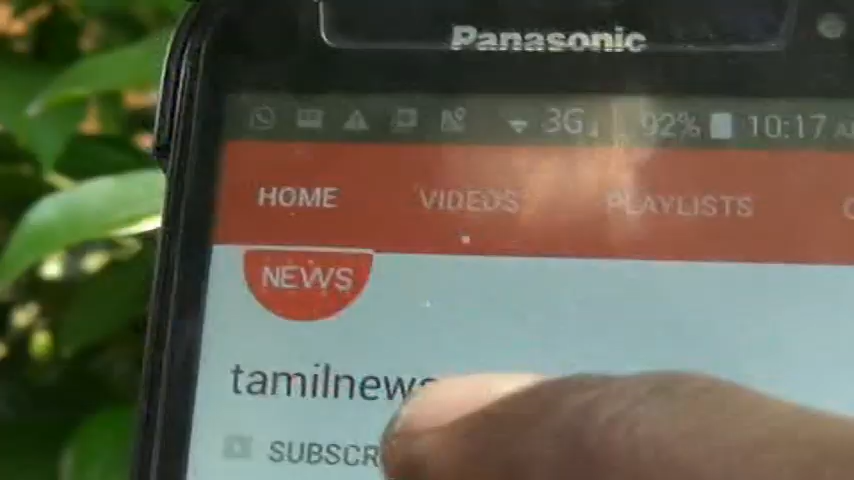 Panasonic
3G 92% 10:17
HOME VIDEOS PLAYLISTS
NEWS
tamilnews
SUBSCR